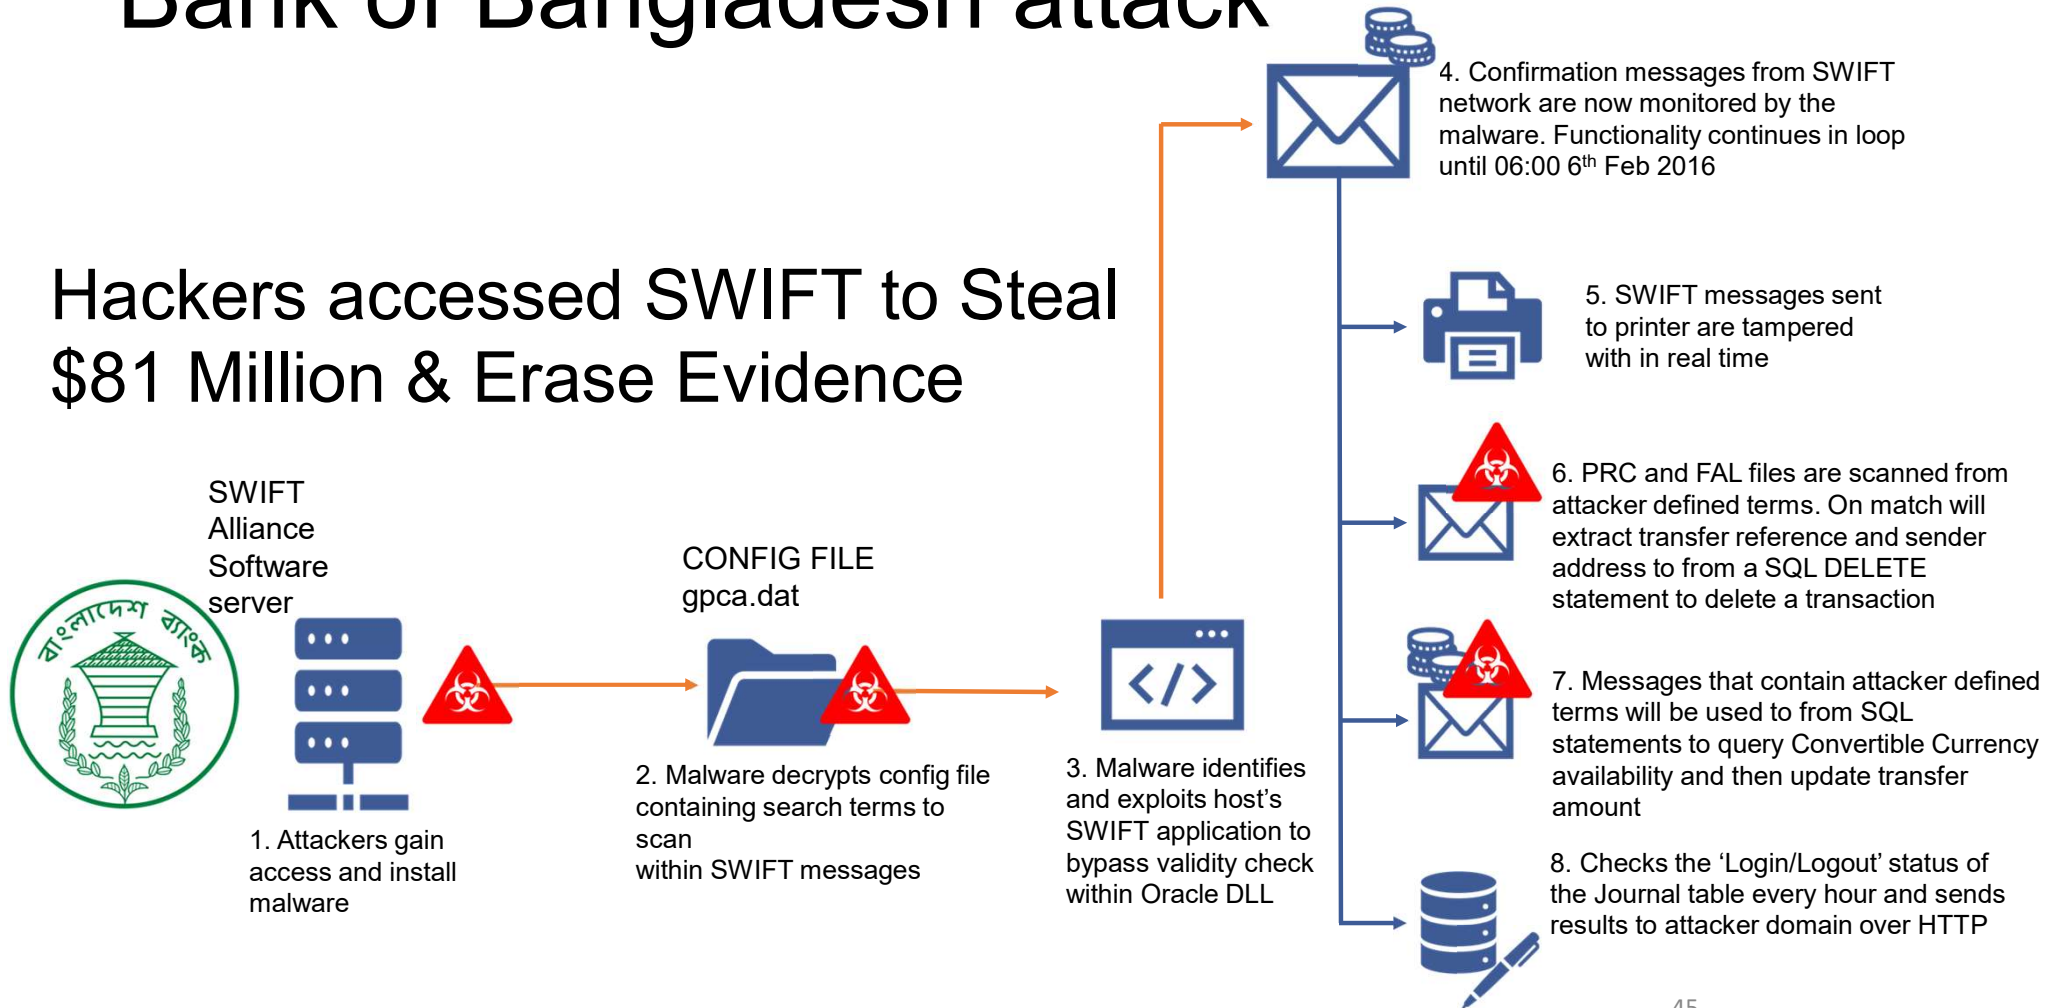 Bank of Bangladesh attack
Hackers accessed SWIFT to Steal
$81 Million & Erase Evidence
SWIFT
Alliance
Software
server
বাংলাদেশ ব্যাংক
1. Attackers gain
access and install
malware
CONFIG FILE
gpca.dat
2. Malware decrypts config file
containing search terms to
scan
within SWIFT messages
</>
3. Malware identifies
and exploits host’s
SWIFT application to
bypass validity check
within Oracle DLL
4. Confirmation messages from SWIFT
network are now monitored by the
malware. Functionality continues in loop
until 06:00 6th Feb 2016
5. SWIFT messages sent
to printer are tampered
with in real time
6. PRC and FAL files are scanned from
attacker defined terms. On match will
extract transfer reference and sender
address to from a SQL DELETE
statement to delete a transaction
7. Messages that contain attacker defined
terms will be used to from SQL
statements to query Convertible Currency
availability and then update transfer
amount
8. Checks the ‘Login/Logout’ status of
the Journal table every hour and sends
results to attacker domain over HTTP
45